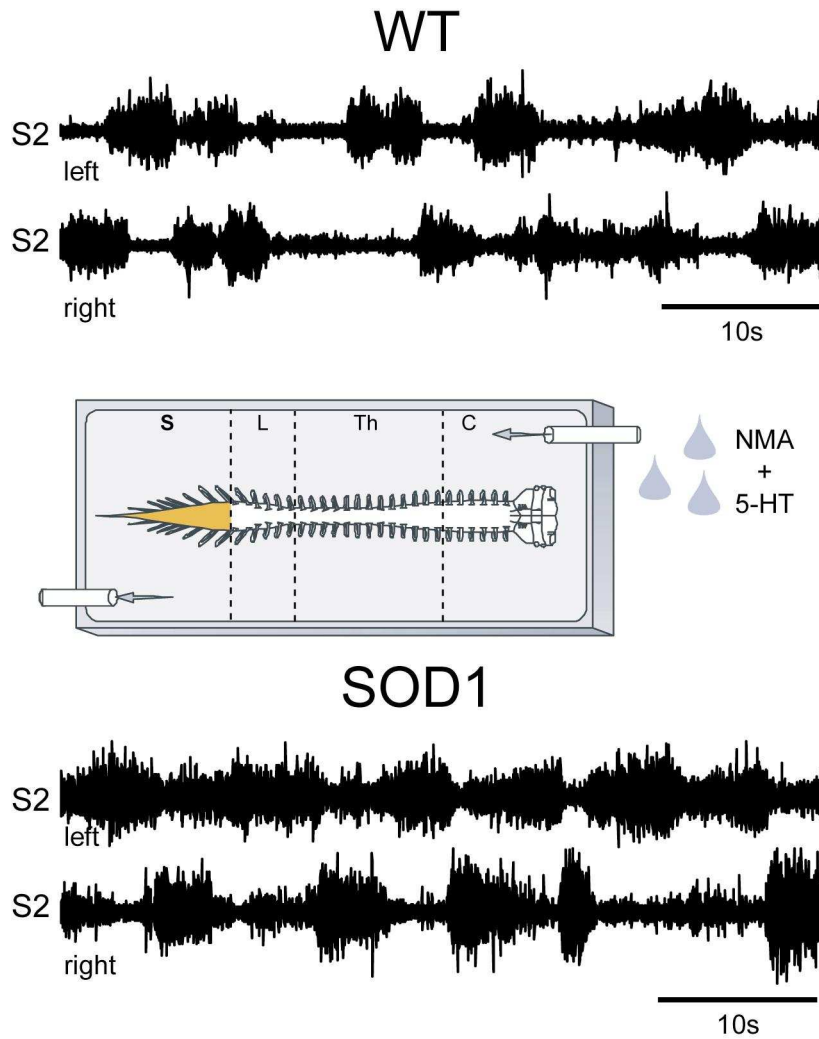 WT
S2
left
S2
right
10s
S L Th C
NMA
+
5-HT
SOD1
S2
left
S2
right
10s